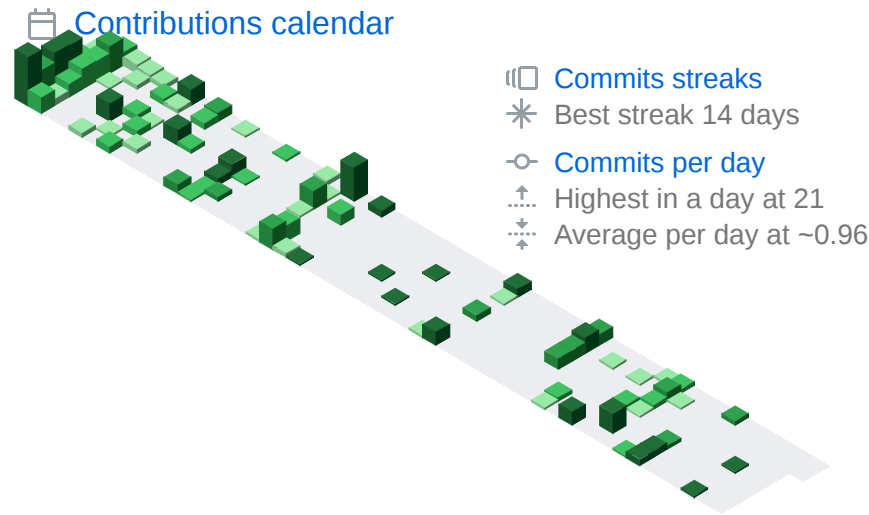 Contributions calendar
Commits streaks
Best streak 14 days
Commits per day
Highest in a day at 21
Average per day at ~0.96